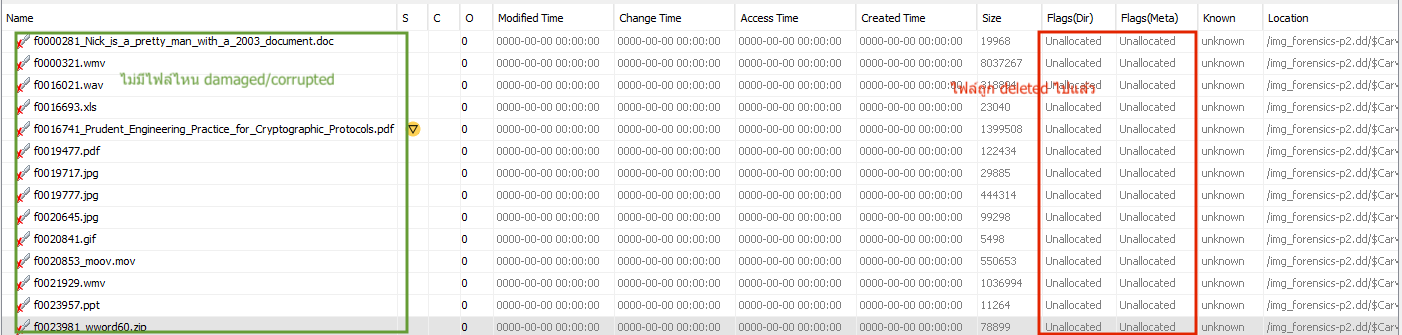 Name S C O Modified Time Change Time Access Time Created Time Size Flags(Dir) Flags(Meta) Known Location
f0000281_Nick_is_a_pretty_man_with_a_2003_document.doc 0 0000-00-00 00:00:00 0000-00-00 00:00:00 0000-00-00 00:00:00 0000-00-00 00:00:00 19968 Unallocated Unallocated unknown /img_forensics-p2.dd/$Carv
f0000321.wmv 0 0000-00-00 00:00:00 0000-00-00 00:00:00 0000-00-00 00:00:00 0000-00-00 00:00:00 8037267 Unallocated Unallocated unknown /img_forensics-p2.dd/$Carv
ไม่มีไฟล์ไหน damaged/corrupted
f0016021.wav 0 0000-00-00 00:00:00 0000-00-00 00:00:00 0000-00-00 00:00:00 0000-00-00 00:00:00 Unallocated Unallocated unknown /img_forensics-p2.dd/$Carv
ไฟล์ถูก deleted ไปแล้ว
f0016693.xls 0 0000-00-00 00:00:00 0000-00-00 00:00:00 0000-00-00 00:00:00 0000-00-00 00:00:00 23040 Unallocated Unallocated unknown /img_forensics-p2.dd/$Carv
f0016741_Prudent_Engineering_Practice_for_Cryptographic_Protocols.pdf 0 0000-00-00 00:00:00 0000-00-00 00:00:00 0000-00-00 00:00:00 0000-00-00 00:00:00 1399508 Unallocated Unallocated unknown /img_forensics-p2.dd/$Carv
f0019477.pdf 0 0000-00-00 00:00:00 0000-00-00 00:00:00 0000-00-00 00:00:00 0000-00-00 00:00:00 122434 Unallocated Unallocated unknown /img_forensics-p2.dd/$Carv
f0019717.jpg 0 0000-00-00 00:00:00 0000-00-00 00:00:00 0000-00-00 00:00:00 0000-00-00 00:00:00 29885 Unallocated Unallocated unknown /img_forensics-p2.dd/$Carv
f0019777.jpg 0 0000-00-00 00:00:00 0000-00-00 00:00:00 0000-00-00 00:00:00 0000-00-00 00:00:00 444314 Unallocated Unallocated unknown /img_forensics-p2.dd/$Carv
f0020645.jpg 0 0000-00-00 00:00:00 0000-00-00 00:00:00 0000-00-00 00:00:00 0000-00-00 00:00:00 99298 Unallocated Unallocated unknown /img_forensics-p2.dd/$Carv
f0020841.gif 0 0000-00-00 00:00:00 0000-00-00 00:00:00 0000-00-00 00:00:00 0000-00-00 00:00:00 5498 Unallocated Unallocated unknown /img_forensics-p2.dd/$Carv
f0020853_moov.mov 0 0000-00-00 00:00:00 0000-00-00 00:00:00 0000-00-00 00:00:00 0000-00-00 00:00:00 550653 Unallocated Unallocated unknown /img_forensics-p2.dd/$Carv
f0021929.wmv 0 0000-00-00 00:00:00 0000-00-00 00:00:00 0000-00-00 00:00:00 0000-00-00 00:00:00 1036994 Unallocated Unallocated unknown /img_forensics-p2.dd/$Carv
f0023957.ppt 0 0000-00-00 00:00:00 0000-00-00 00:00:00 0000-00-00 00:00:00 0000-00-00 00:00:00 11264 Unallocated Unallocated unknown /img_forensics-p2.dd/$Carv
f0023981_wword60.zip 0 0000-00-00 00:00:00 0000-00-00 00:00:00 0000-00-00 00:00:00 0000-00-00 00:00:00 78899 Unallocated Unallocated unknown /img_forensics-p2.dd/$Carv